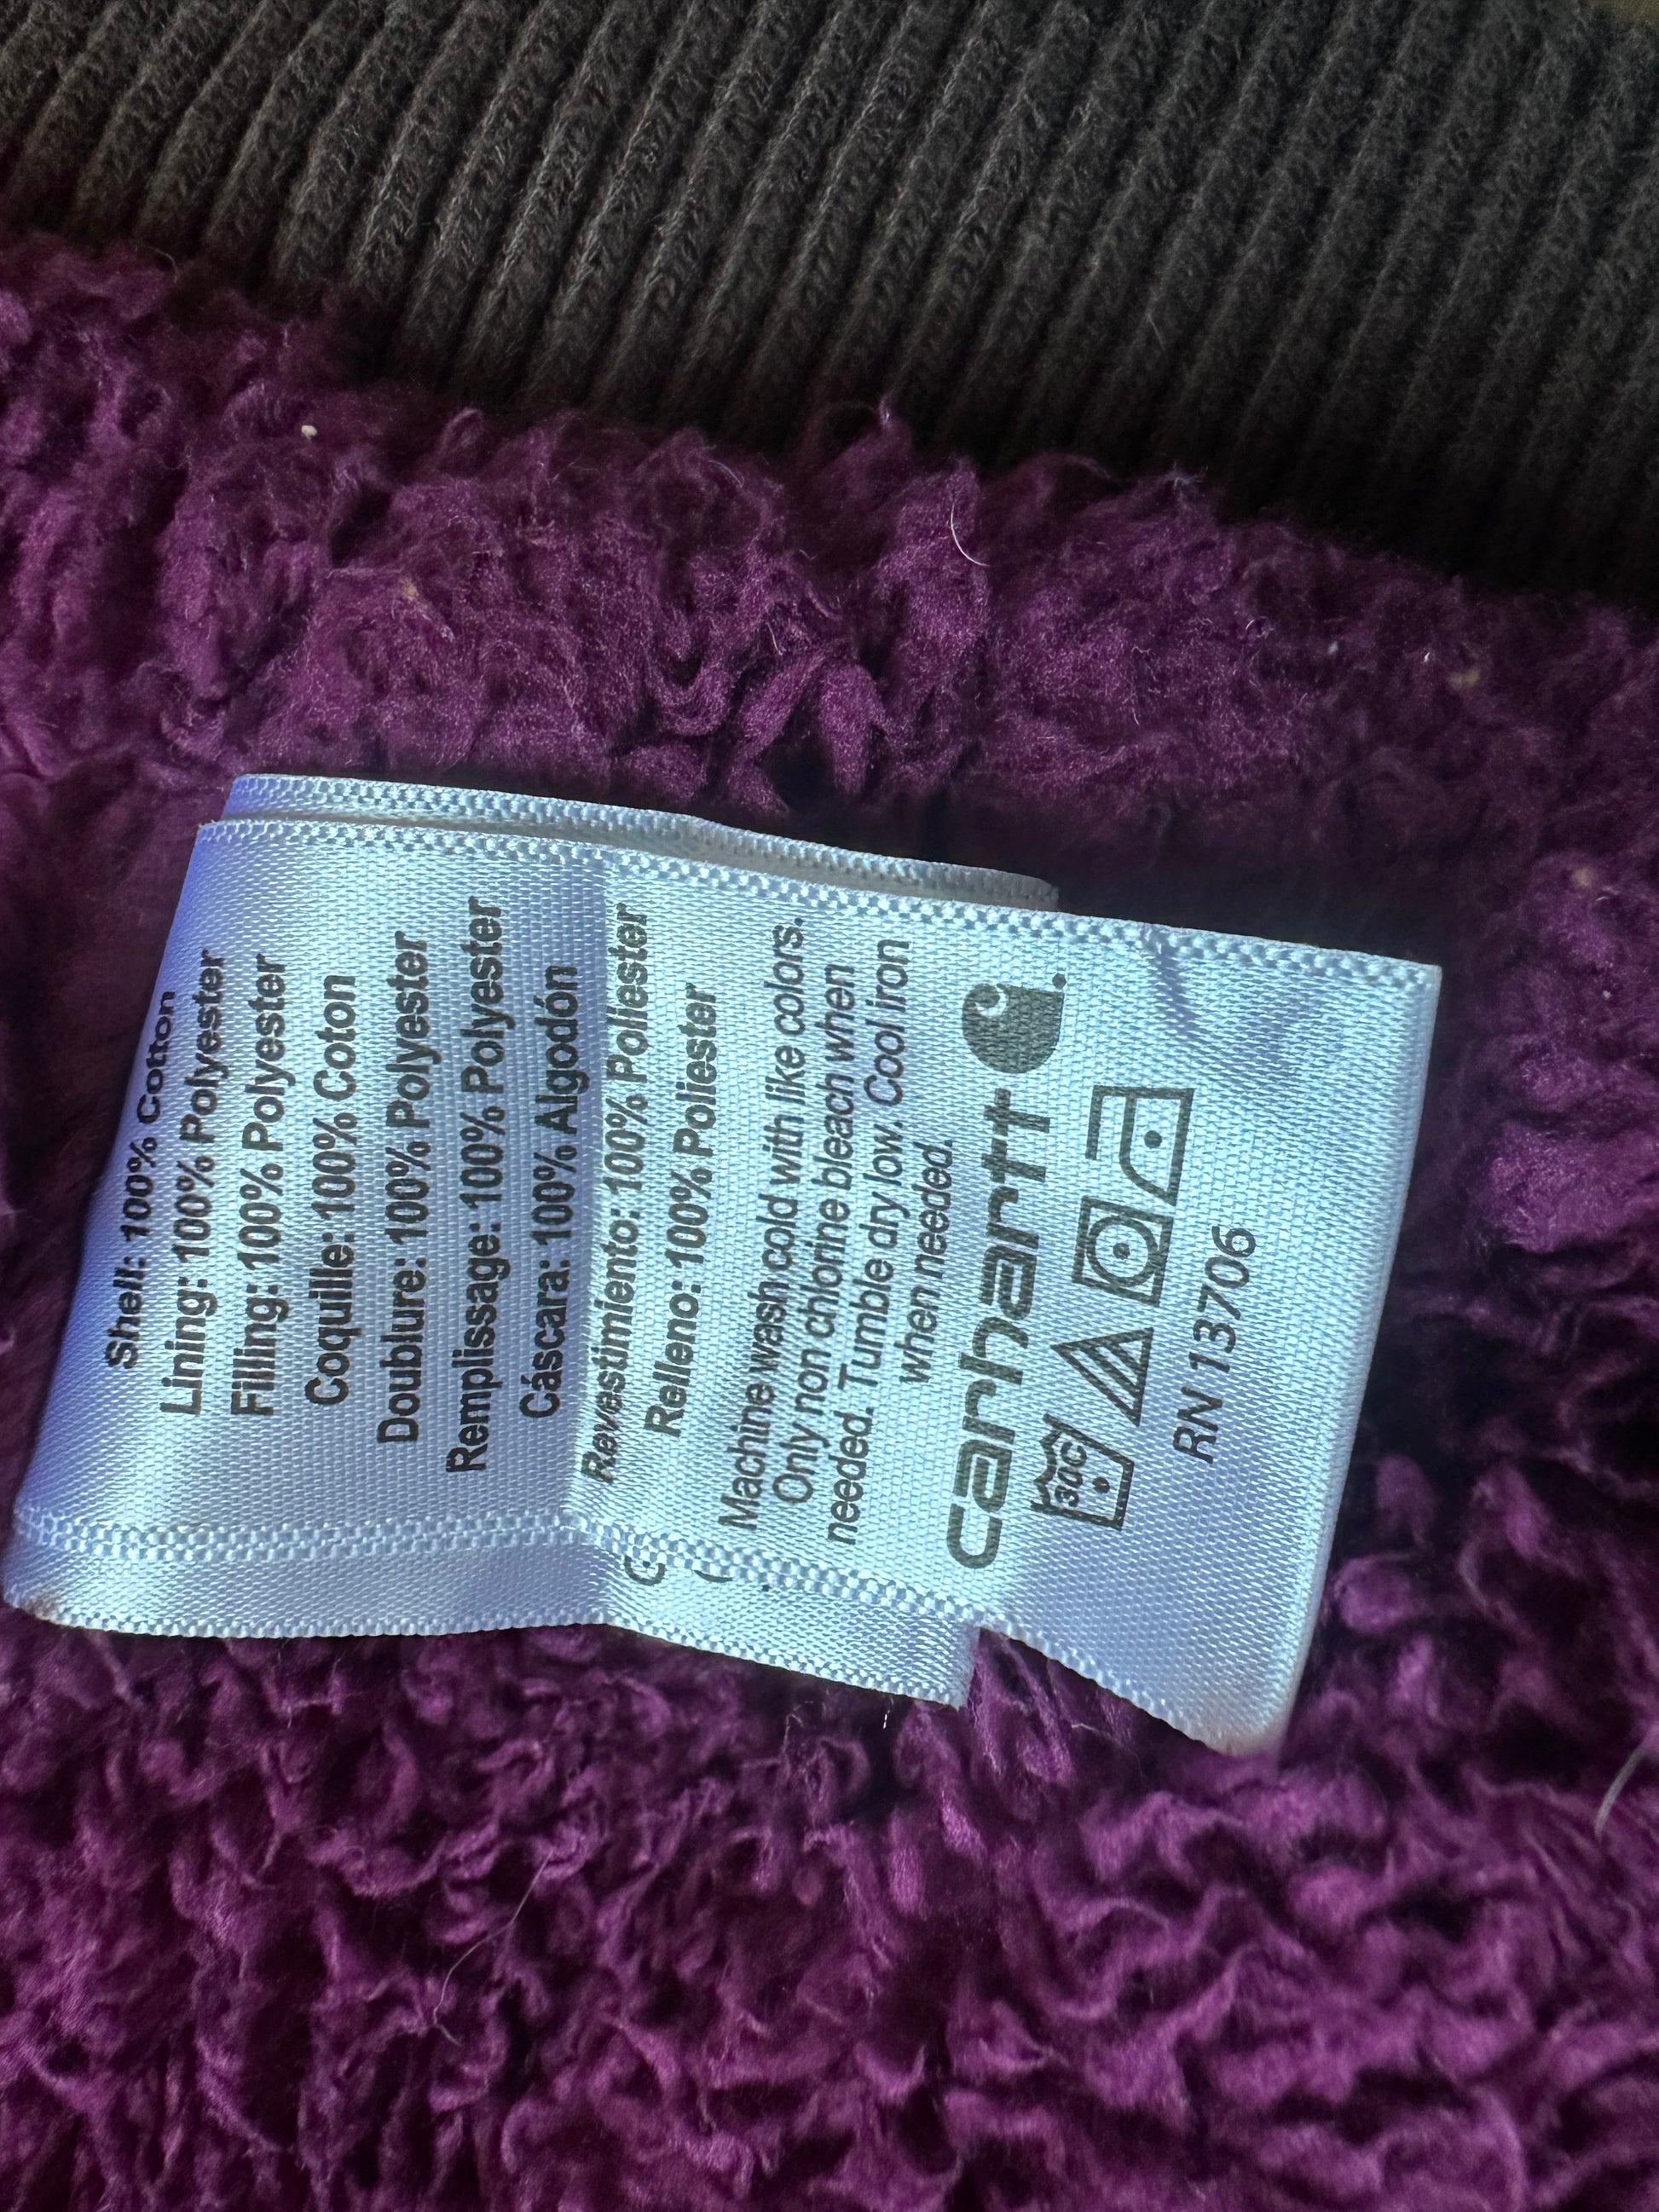 Shell: 100% Cotton
Lining: 100% Polyester
Filling: 100% Polyester
Coquille: 100% Coton
Doublure: 100% Polyester
Remplissage: 100% Polyester
Cáscara: 100% Algodón
Revestimiento: 100% Poliester
Relleno: 100% Poliester
Machine wash cold with like colors.
Only non chlorine bleach when
needed. Tumble dry low. Cool iron
when needed.
carhartt
30C
RN 13706